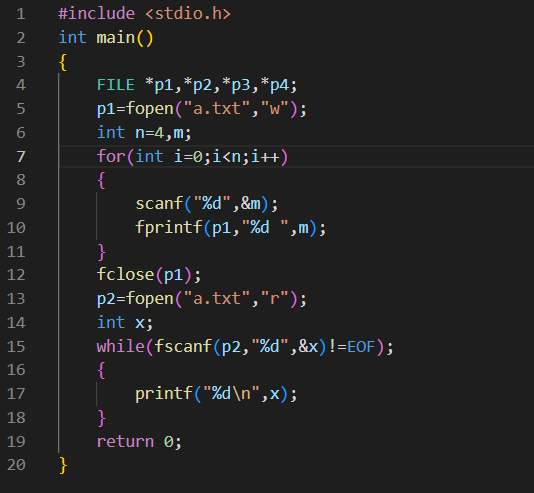 1 #include <stdio.h>
2 int main()
3 {
4 FILE *p1,*p2,*p3,*p4;
5 p1=fopen("a.txt","w");
6 int n=4,m;
7 for(int i=0;i<n;i++)
8 {
9 scanf("%d",&m);
10 fprintf(p1,"%d ",m);
11 }
12 fclose(p1);
13 p2=fopen("a.txt","r");
14 int x;
15 while(fscanf(p2,"%d",&x)!=EOF);
16 {
17 printf("%d\n",x);
18 }
19 return 0;
20 }